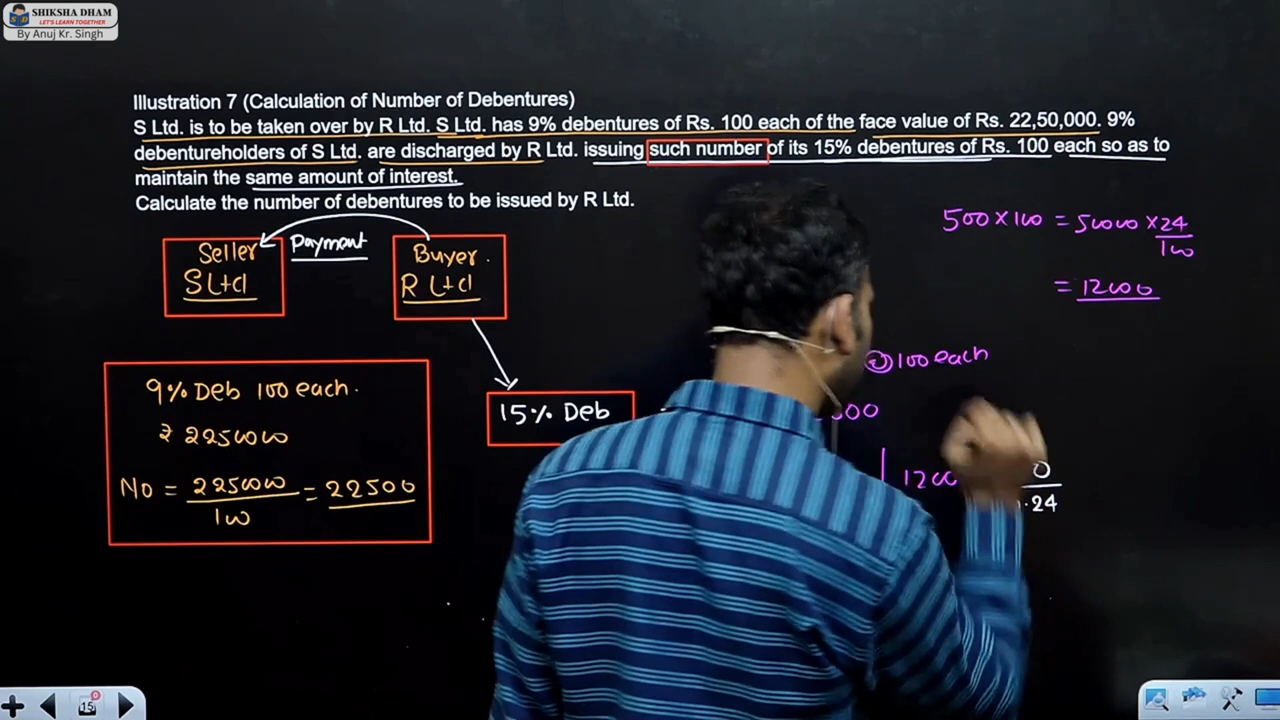 SHIKSHA DHAM
LET'S LEARN TOGETHER
By Anuj Kr. Singh
Illustration 7 (Calculation of Number of Debentures)
S Ltd. is to be taken over by R Ltd. S Ltd. has 9% debentures of Rs. 100 each of the face value of Rs. 22,50,000. 9%
debentureholders of S Ltd. are discharged by R Ltd. issuing such number of its 15% debentures of Rs. 100 each so as to
maintain the same amount of interest.
Calculate the number of debentures to be issued by R Ltd.
Seller
S Ltd
Payment
Buyer.
R Ltd
500 × 100 = 50000 × 24
100
= 12000
100 each
9% Deb 100 each.
₹ 2250000
No = 2250000 = 22500
100
15% Deb
.24
15